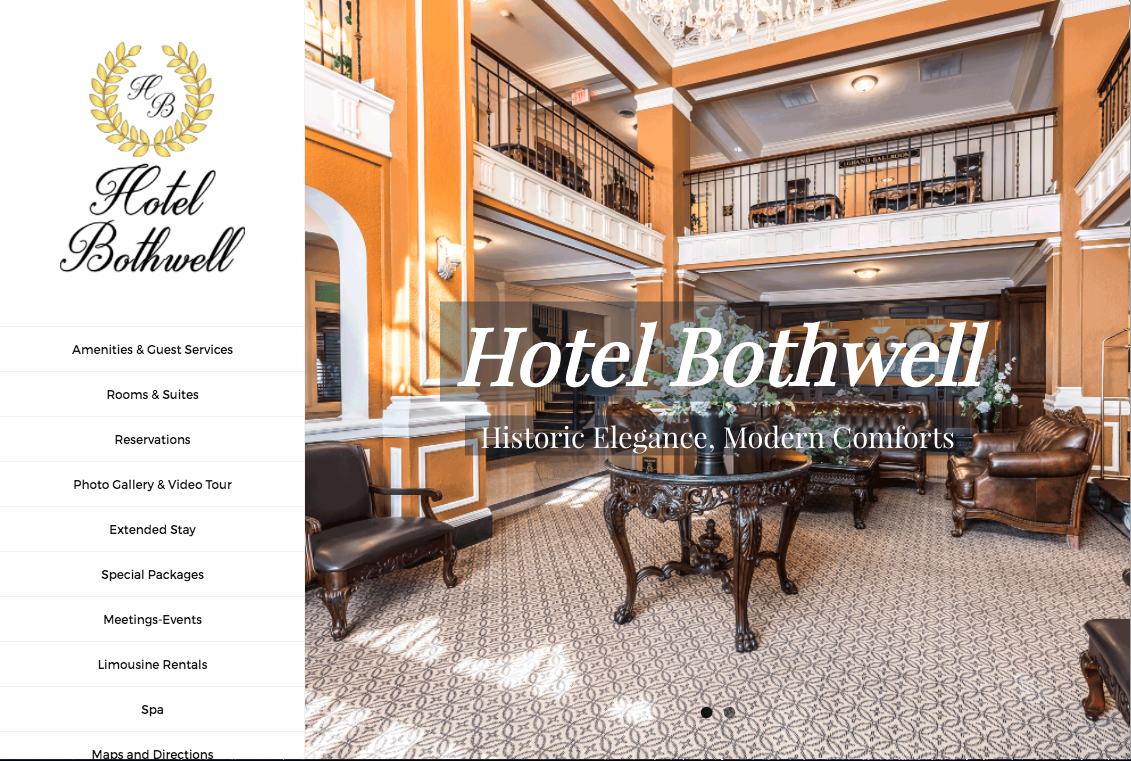 H
B
Hotel
Bothwell
Amenities & Guest Services
Rooms & Suites
Reservations
Photo Gallery & Video Tour
Extended Stay
Special Packages
Meetings-Events
Limousine Rentals
Spa
Maps and Directions
EXIT
GRAND BALLROOM
Hotel Bothwell
Historic Elegance, Modern Comforts